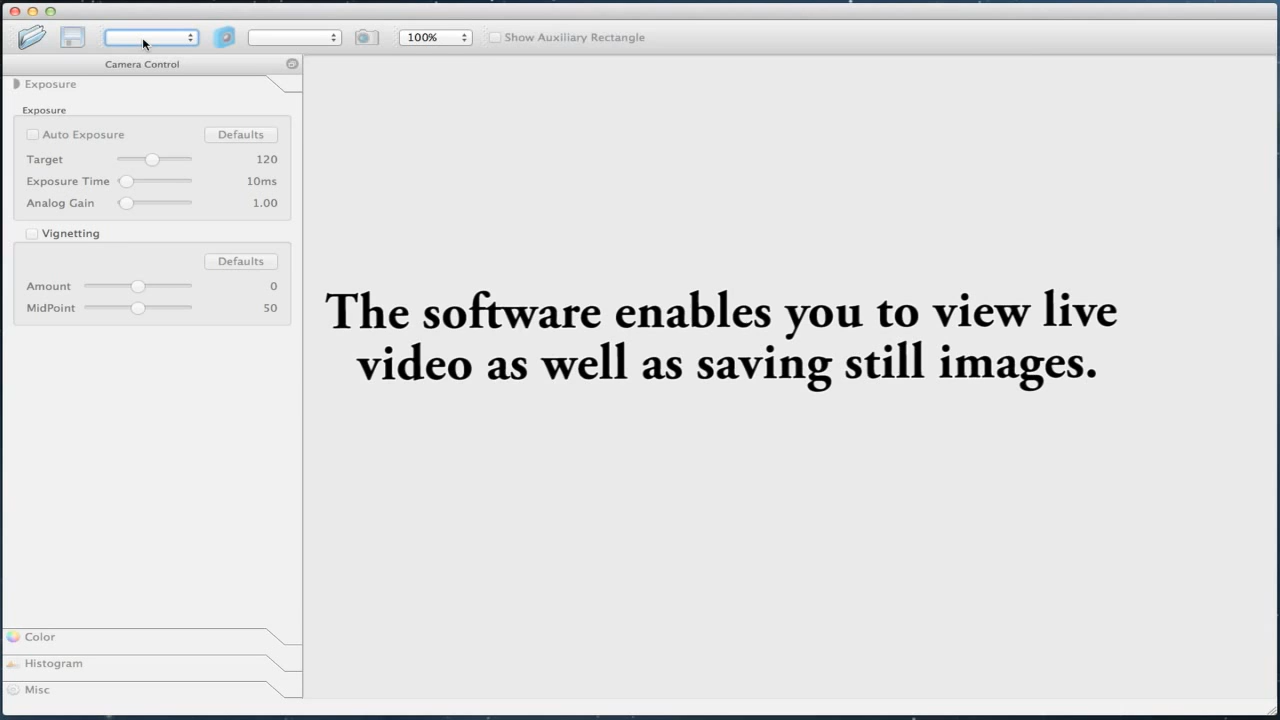 100%
Show Auxiliary Rectangle
Camera Control
Exposure
Exposure
Auto Exposure
Defaults
Target
120
Exposure Time
10ms
Analog Gain
1.00
Vignetting
Defaults
Amount
0
MidPoint
50
The software enables you to view live
video as well as saving still images.
Color
Histogram
Misc